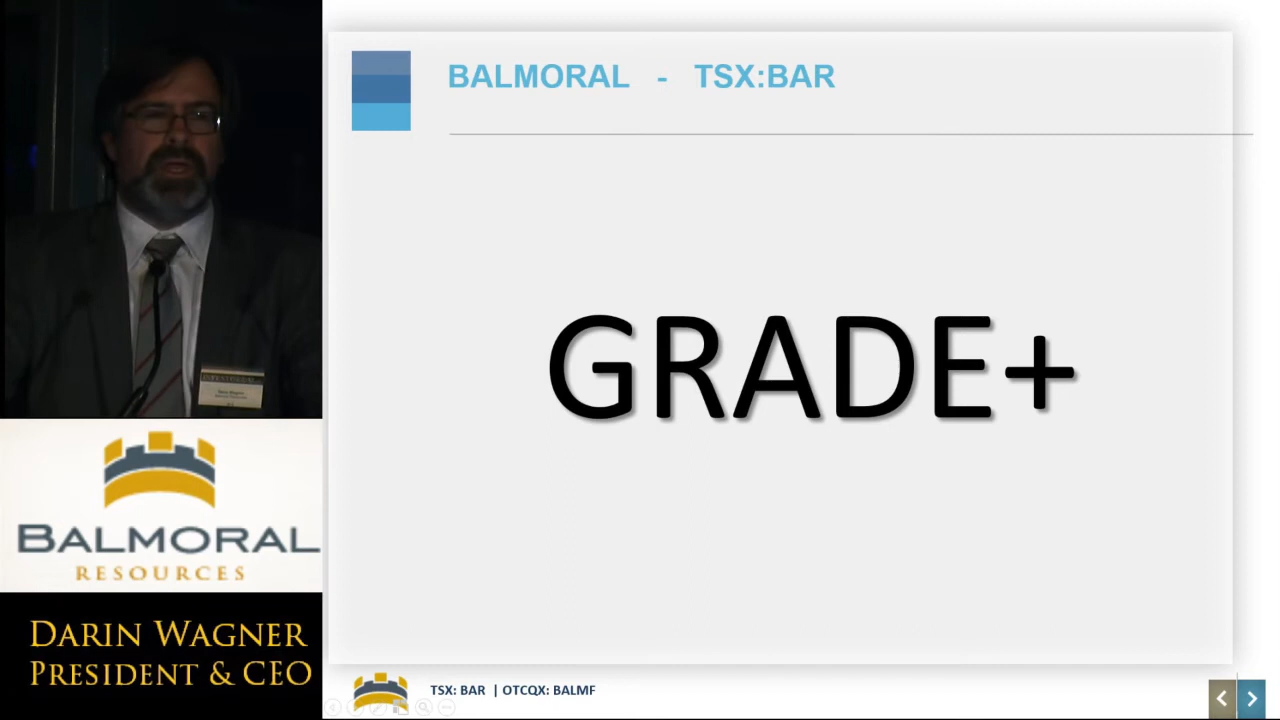 BALMORAL - TSX:BAR
GRADE+
BALMORAL
RESOURCES
DARIN WAGNER
PRESIDENT & CEO
TSX: BAR | OTCQX: BALMF